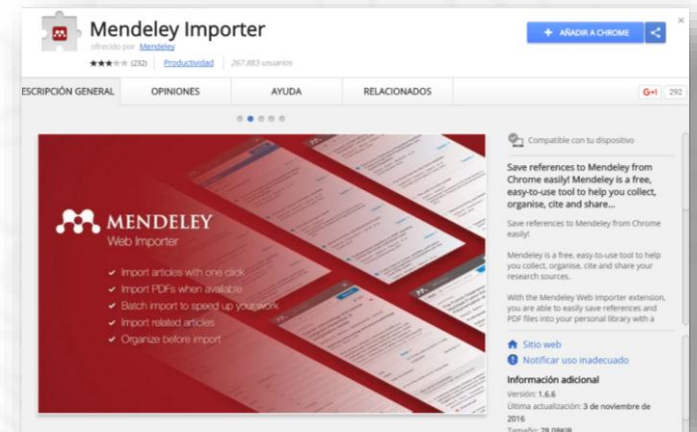 Mendeley Importer
ofrecido por Mendeley
(232) Productividad 267.883 usuarios
+ AÑADIR A CHROME
ESCRIPCIÓN GENERAL OPINIONES AYUDA RELACIONADOS
G+1 292
MENDELEY
Web Importer
✓ Import articles with one click
✓ Import PDFs when available
✓ Batch import to speed up your work
✓ Import related articles
✓ Organize before import
Compatible con tu dispositivo
Save references to Mendeley from
Chrome easily! Mendeley is a free,
easy-to-use tool to help you collect,
organise, cite and share...
Save references to Mendeley from Chrome
easily!
Mendeley is a free, easy-to-use tool to help
you collect, organise, cite and share your
research sources.
With the Mendeley Web Importer extension,
you are able to easily save references and
PDF files into your personal library with a
Sitio web
Notificar uso inadecuado
Información adicional
Versión: 1.6.6
Última actualización: 3 de noviembre de
2016
Tamaño: 78.08KiB